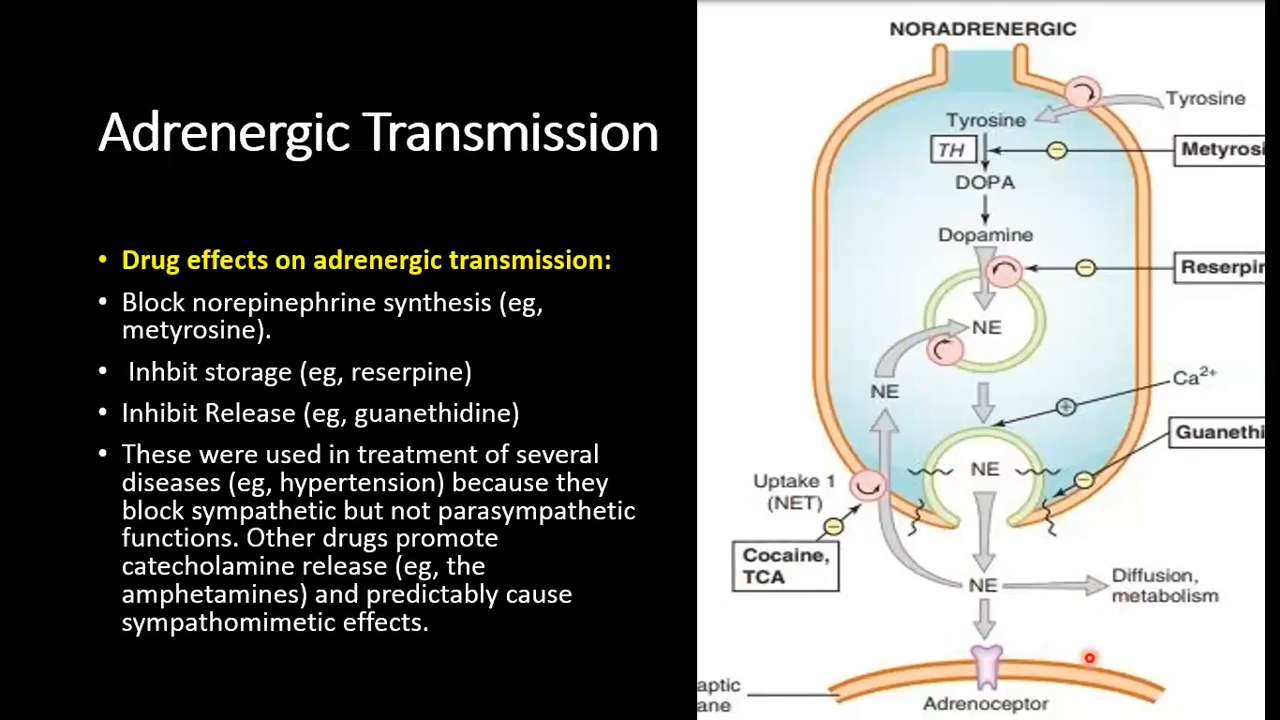 Adrenergic Transmission
• Drug effects on adrenergic transmission:
• Block norepinephrine synthesis (eg,
metyrosine).
• Inhbit storage (eg, reserpine)
• Inhibit Release (eg, guanethidine)
• These were used in treatment of several
diseases (eg, hypertension) because they
block sympathetic but not parasympathetic
functions. Other drugs promote
catecholamine release (eg, the
amphetamines) and predictably cause
sympathomimetic effects.
NORADRENERGIC
Tyrosine
Tyrosine
TH
Metyrosi
DOPA
Dopamine
Reserpin
NE
NE
Ca2+
Guanethi
NE
Uptake 1
(NET)
Cocaine,
TCA
NE
Diffusion,
metabolism
aptic
ane
Adrenoceptor